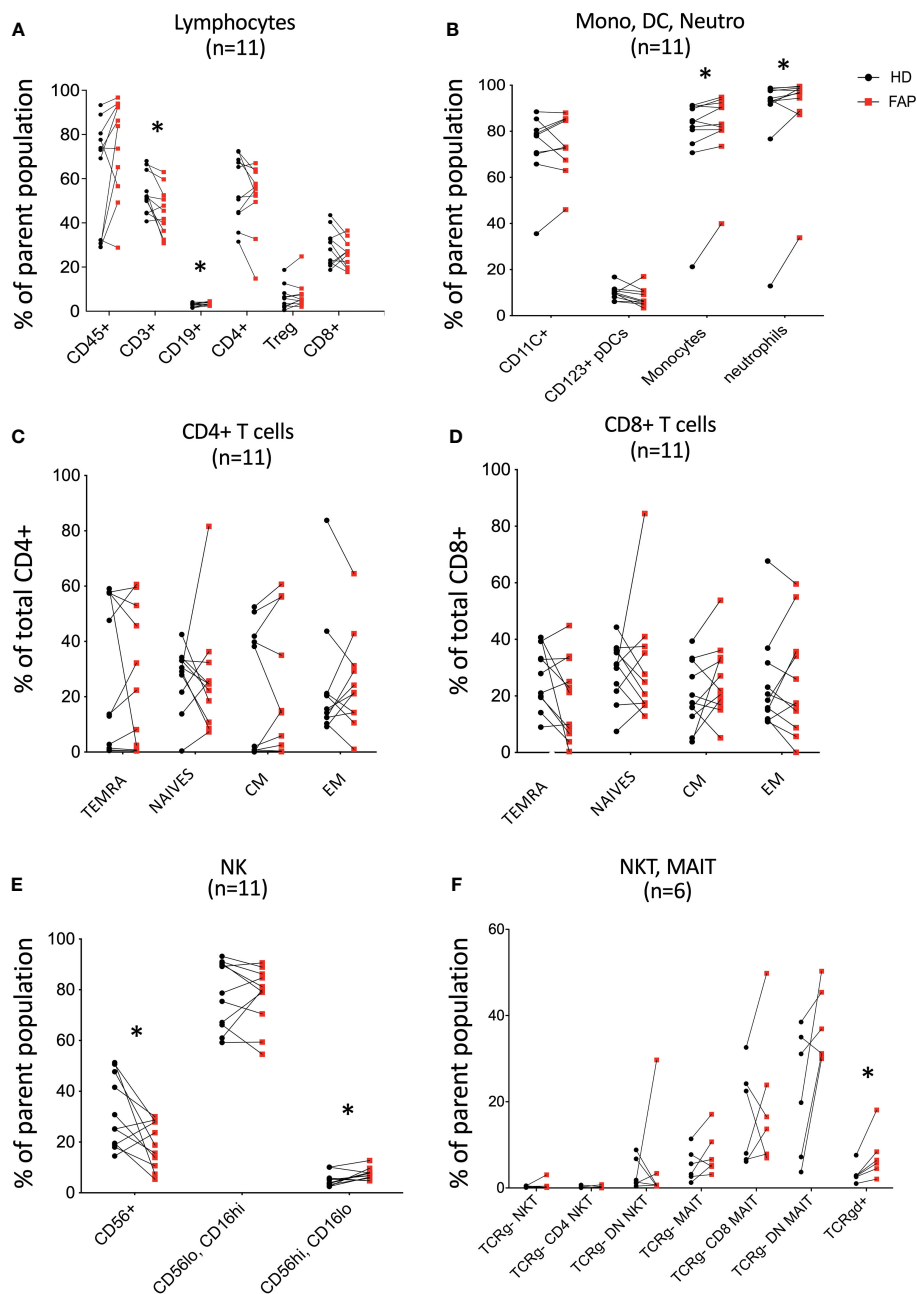 A
Lymphocytes
(n=11)
% of parent population
100
80
60
40
20
0
*
*
CD45+
CD3+
CD19+
CD4+
Treg
CD8+
B
Mono, DC, Neutro
(n=11)
% of parent population
100
80
60
40
20
0
*
*
CD11C+
CD123+ pDCs
Monocytes
neutrophils
HD
FAP
C
CD4+ T cells
(n=11)
% of total CD4+
100
80
60
40
20
0
TEMRA
NAIVES
CM
EM
D
CD8+ T cells
(n=11)
% of total CD8+
100
80
60
40
20
0
TEMRA
NAIVES
CM
EM
E
NK
(n=11)
% of parent population
100
80
60
40
20
0
*
*
CD56+
CD56lo, CD16hi
CD56hi, CD16lo
F
NKT, MAIT
(n=6)
% of parent population
60
40
20
0
*
TCRg- NKT
TCRg- CD4 NKT
TCRg- DN NKT
TCRg- MAIT
TCRg- CD8 MAIT
TCRg- DN MAIT
TCRgd+